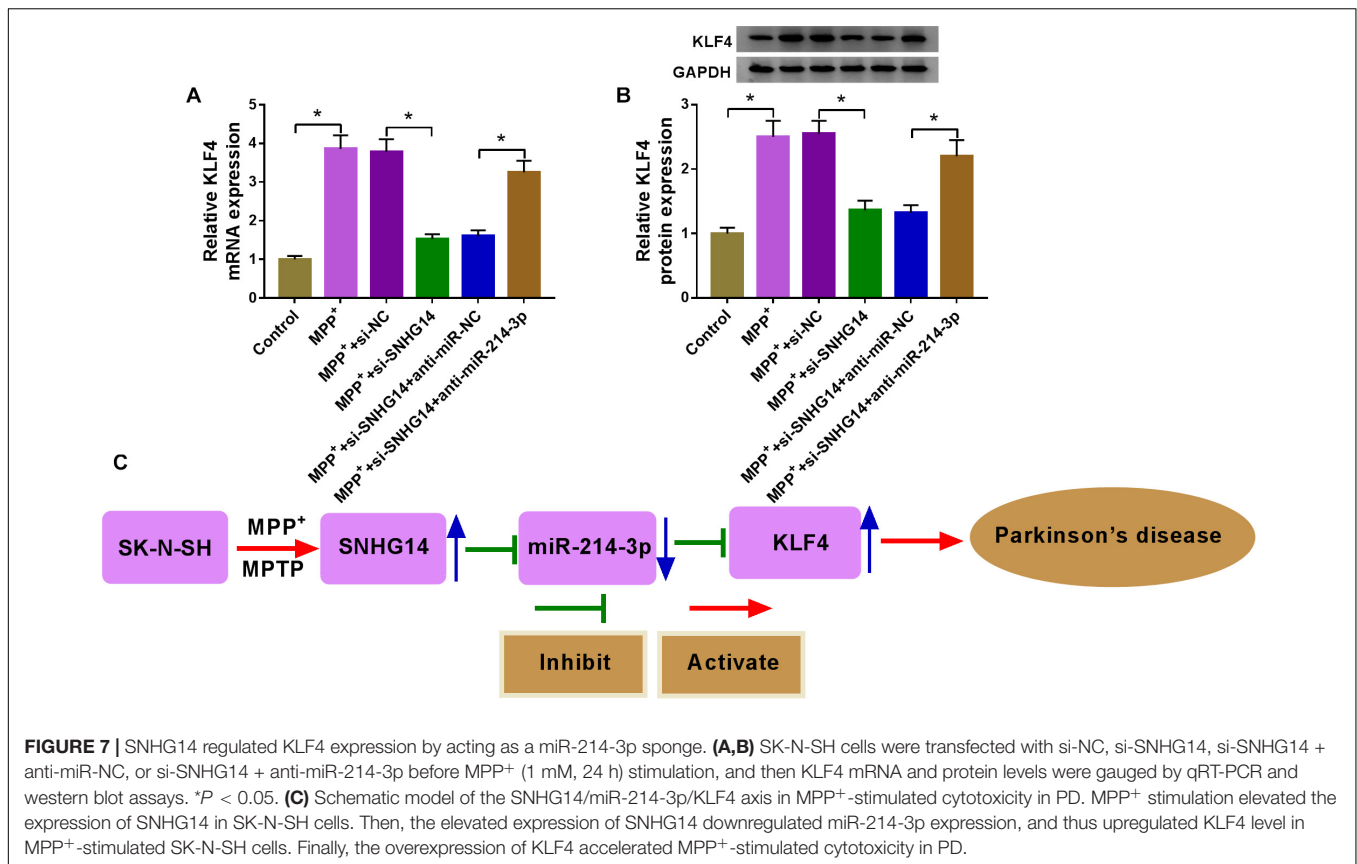 KLF4
GAPDH
A
Relative KLF4
mRNA expression
5
4
3
2
1
0
*
*
*
Control
MPP⁺
MPP⁺+si-NC
MPP⁺+si-SNHG14
MPP⁺+si-SNHG14+anti-miR-NC
MPP⁺+si-SNHG14+anti-miR-214-3p
B
Relative KLF4
protein expression
3
2
1
0
*
*
*
Control
MPP⁺
MPP⁺+si-NC
MPP⁺+si-SNHG14
MPP⁺+si-SNHG14+anti-miR-NC
MPP⁺+si-SNHG14+anti-miR-214-3p
C
SK-N-SH
MPP⁺
MPTP
SNHG14
miR-214-3p
KLF4
Parkinson's disease
Inhibit
Activate
FIGURE 7 | SNHG14 regulated KLF4 expression by acting as a miR-214-3p sponge. (A,B) SK-N-SH cells were transfected with si-NC, si-SNHG14, si-SNHG14 +
anti-miR-NC, or si-SNHG14 + anti-miR-214-3p before MPP⁺ (1 mM, 24 h) stimulation, and then KLF4 mRNA and protein levels were gauged by qRT-PCR and
western blot assays. *P < 0.05. (C) Schematic model of the SNHG14/miR-214-3p/KLF4 axis in MPP⁺-stimulated cytotoxicity in PD. MPP⁺ stimulation elevated the
expression of SNHG14 in SK-N-SH cells. Then, the elevated expression of SNHG14 downregulated miR-214-3p expression, and thus upregulated KLF4 level in
MPP⁺-stimulated SK-N-SH cells. Finally, the overexpression of KLF4 accelerated MPP⁺-stimulated cytotoxicity in PD.